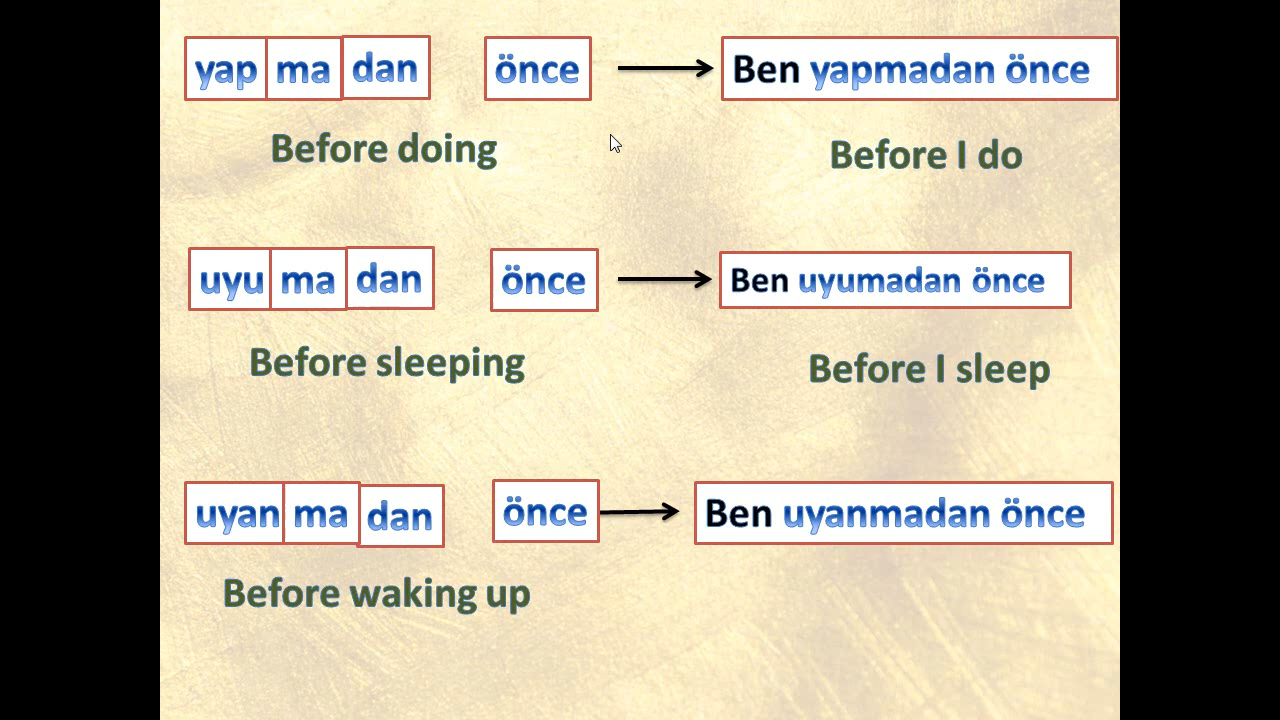 yap ma dan önce Ben yapmadan önce
Before doing Before I do
uyu ma dan önce Ben uyumadan önce
Before sleeping Before I sleep
uyan ma dan önce Ben uyanmadan önce
Before waking up